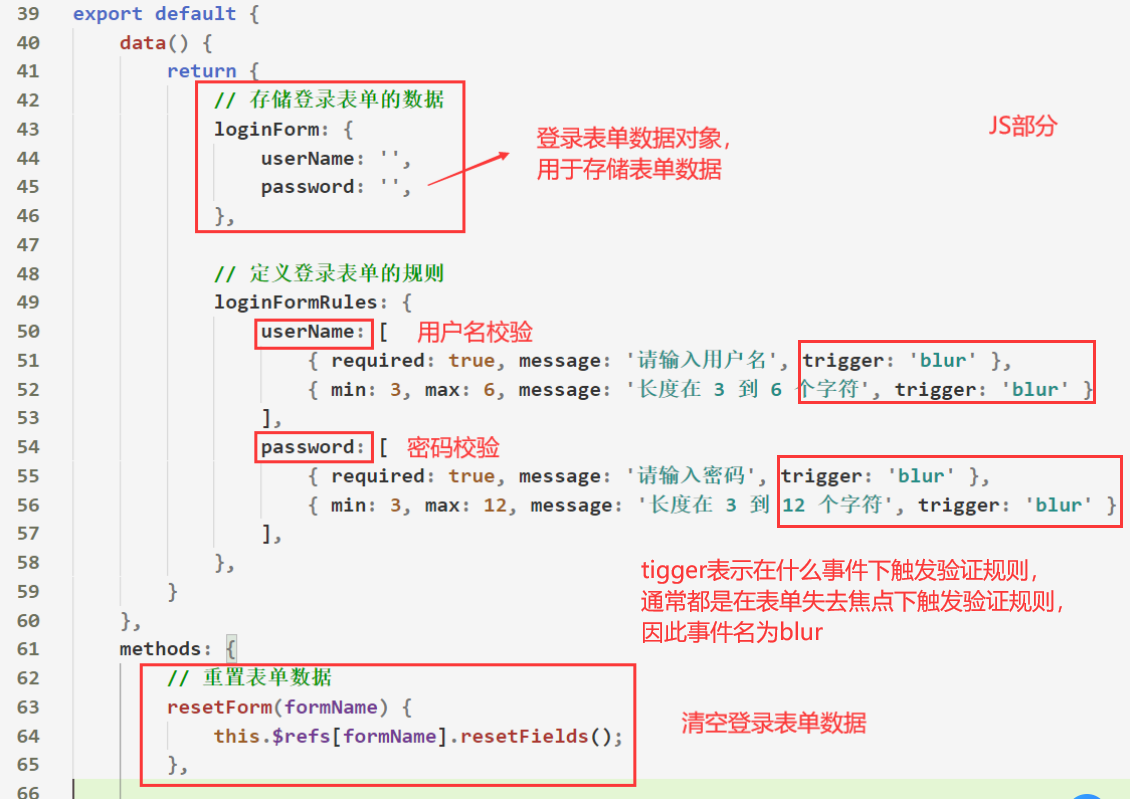 39 export default {
40 data() {
41 return {
42 // 存储登录表单的数据
43 loginForm: {
44 userName: '',
45 password: '',
46 },
登录表单数据对象，
用于存储表单数据
JS部分
47
48 // 定义登录表单的规则
49 loginFormRules: {
50 userName: [ 用户名校验
51 { required: true, message: '请输入用户名', trigger: 'blur' },
52 { min: 3, max: 6, message: '长度在 3 到 6 个字符', trigger: 'blur' }
53 ],
54 password: [ 密码校验
55 { required: true, message: '请输入密码', trigger: 'blur' },
56 { min: 3, max: 12, message: '长度在 3 到 12 个字符', trigger: 'blur' }
57 ],
58 },
59 }
60 },
tigger表示在什么事件下触发验证规则，
通常都是在表单失去焦点下触发验证规则，
因此事件名为blur
61 methods: {
62 // 重置表单数据
63 resetForm(formName) {
64 this.$refs[formName].resetFields();
65 },
清空登录表单数据
66